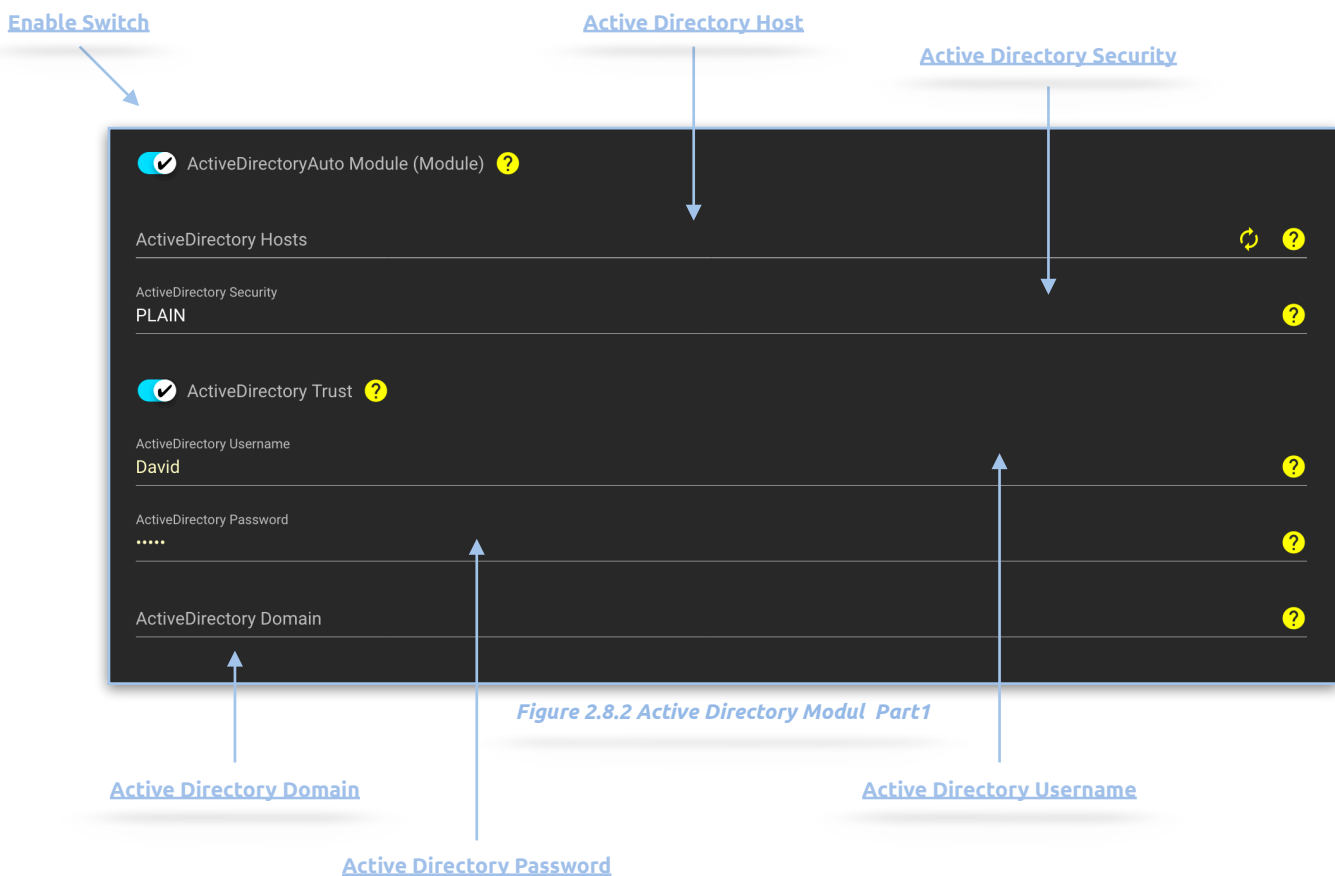 Enable Switch
Active Directory Host
Active Directory Security
ActiveDirectoryAuto Module (Module) ?
ActiveDirectory Hosts ?
ActiveDirectory Security
PLAIN ?
ActiveDirectory Trust ?
ActiveDirectory Username
David ?
ActiveDirectory Password
••••• ?
ActiveDirectory Domain ?
Figure 2.8.2 Active Directory Modul Part1
Active Directory Domain
Active Directory Username
Active Directory Password